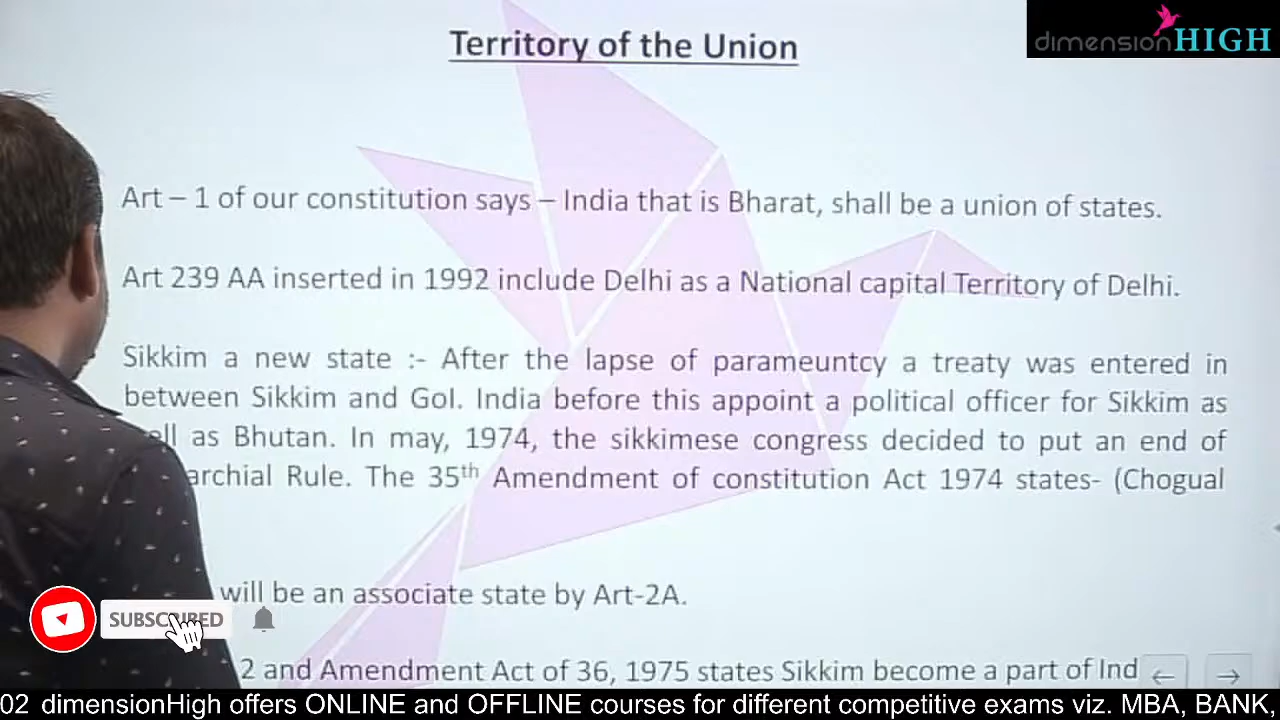 Territory of the Union
dimensionHIGH
Art – 1 of our constitution says – India that is Bharat, shall be a union of states.
Art 239 AA inserted in 1992 include Delhi as a National capital Territory of Delhi.
Sikkim a new state :- After the lapse of parameuntcy a treaty was entered in
between Sikkim and GoI. India before this appoint a political officer for Sikkim as
ell as Bhutan. In may, 1974, the sikkimese congress decided to put an end of
archial Rule. The 35th Amendment of constitution Act 1974 states- (Chogual
will be an associate state by Art-2A.
SUBSCRIBED
2 and Amendment Act of 36, 1975 states Sikkim become a part of Ind
02 dimensionHigh offers ONLINE and OFFLINE courses for different competitive exams viz. MBA, BANK,